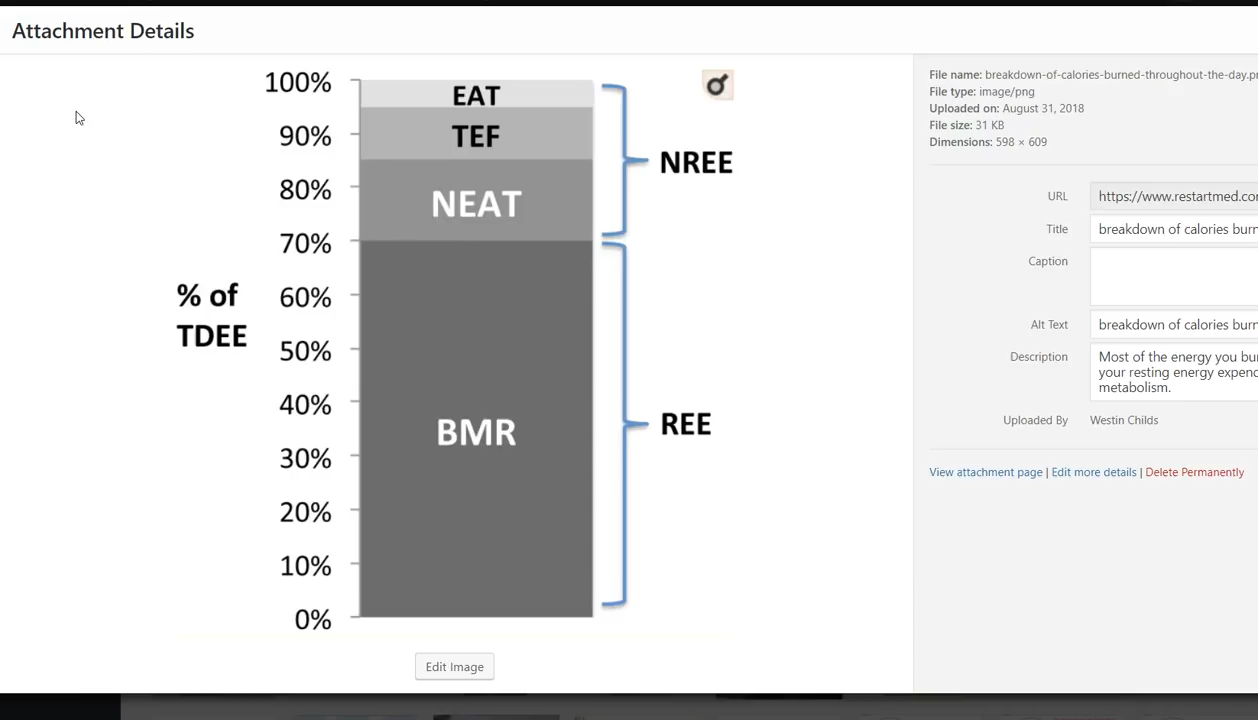 Attachment Details
100%
90%
80%
70%
60%
50%
40%
30%
20%
10%
0%
% of
TDEE
EAT
TEF
NEAT
BMR
NREE
REE
Edit Image
File name: breakdown-of-calories-burned-throughout-the-day.p
File type: image/png
Uploaded on: August 31, 2018
File size: 31 KB
Dimensions: 598 × 609
URL https://www.restartmed.co
Title breakdown of calories burn
Caption
Alt Text breakdown of calories burn
Description Most of the energy you bu
your resting energy expend
metabolism.
Uploaded By Westin Childs
View attachment page | Edit more details | Delete Permanently